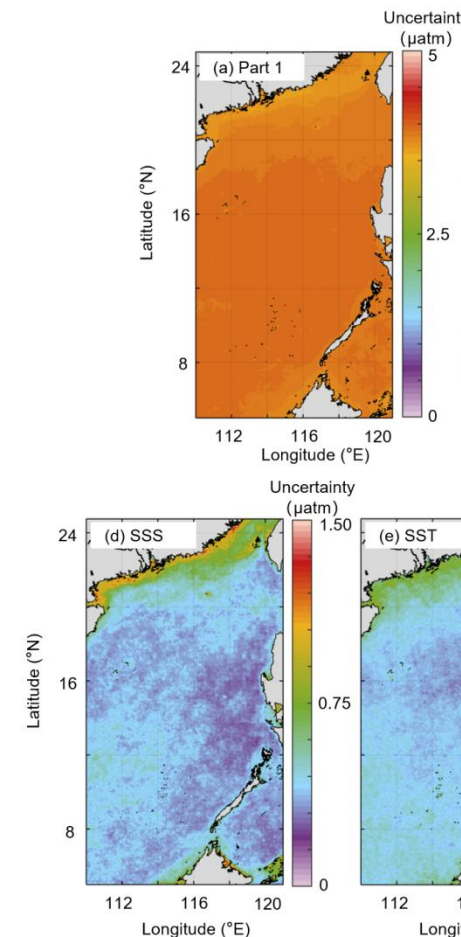 Uncertaint
(μatm)
(a) Part 1
5
2.5
0
24
16
8
Latitude (°N)
112 116 120
Longitude (°E)
Uncertainty
(μatm)
(d) SSS
1.50
0.75
0
24
16
8
Latitude (°N)
112 116 120
Longitude (°E)
(e) SST
112 1
Longi